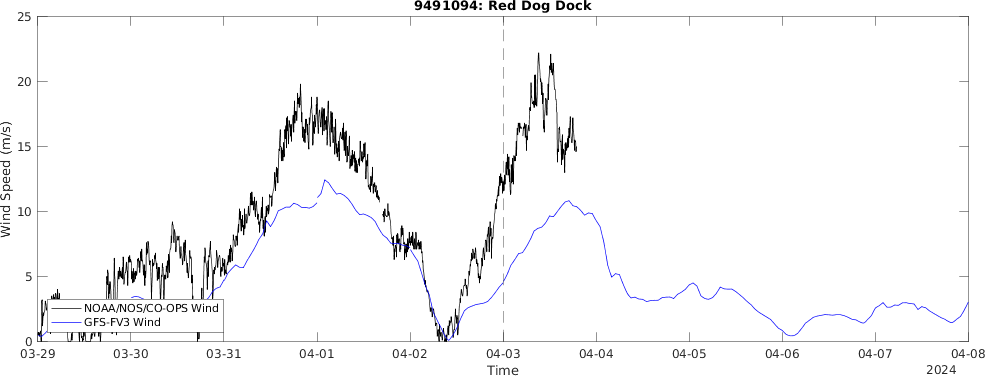 9491094: Red Dog Dock
25
20
15
10
5
0
Wind Speed (m/s)
NOAA/NOS/CO-OPS Wind
GFS-FV3 Wind
03-29 03-30 03-31 04-01 04-02 04-03 04-04 04-05 04-06 04-07 04-08
Time
2024